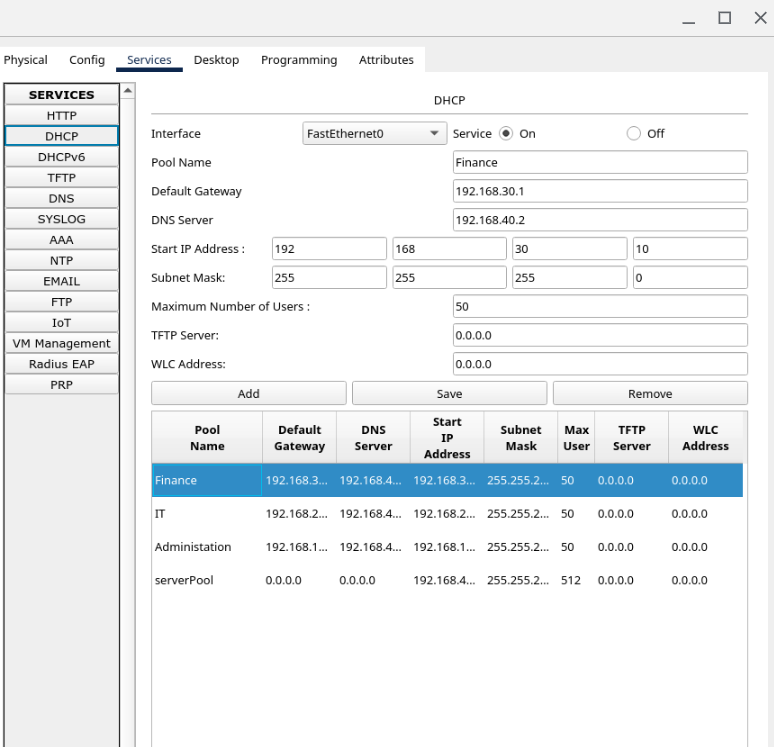 Physical Config Services Desktop Programming Attributes
SERVICES
HTTP
DHCP
DHCPv6
TFTP
DNS
SYSLOG
AAA
NTP
EMAIL
FTP
IoT
VM Management
Radius EAP
PRP
DHCP
Interface FastEthernet0 Service On Off
Pool Name Finance
Default Gateway 192.168.30.1
DNS Server 192.168.40.2
Start IP Address : 192 168 30 10
Subnet Mask: 255 255 255 0
Maximum Number of Users : 50
TFTP Server: 0.0.0.0
WLC Address: 0.0.0.0
Add Save Remove
Pool Name Default Gateway DNS Server Start IP Address Subnet Mask Max User TFTP Server WLC Address
Finance 192.168.3... 192.168.4... 192.168.3... 255.255.2... 50 0.0.0.0 0.0.0.0
IT 192.168.2... 192.168.4... 192.168.2... 255.255.2... 50 0.0.0.0 0.0.0.0
Administation 192.168.1... 192.168.4... 192.168.1... 255.255.2... 50 0.0.0.0 0.0.0.0
serverPool 0.0.0.0 0.0.0.0 192.168.4... 255.255.2... 512 0.0.0.0 0.0.0.0